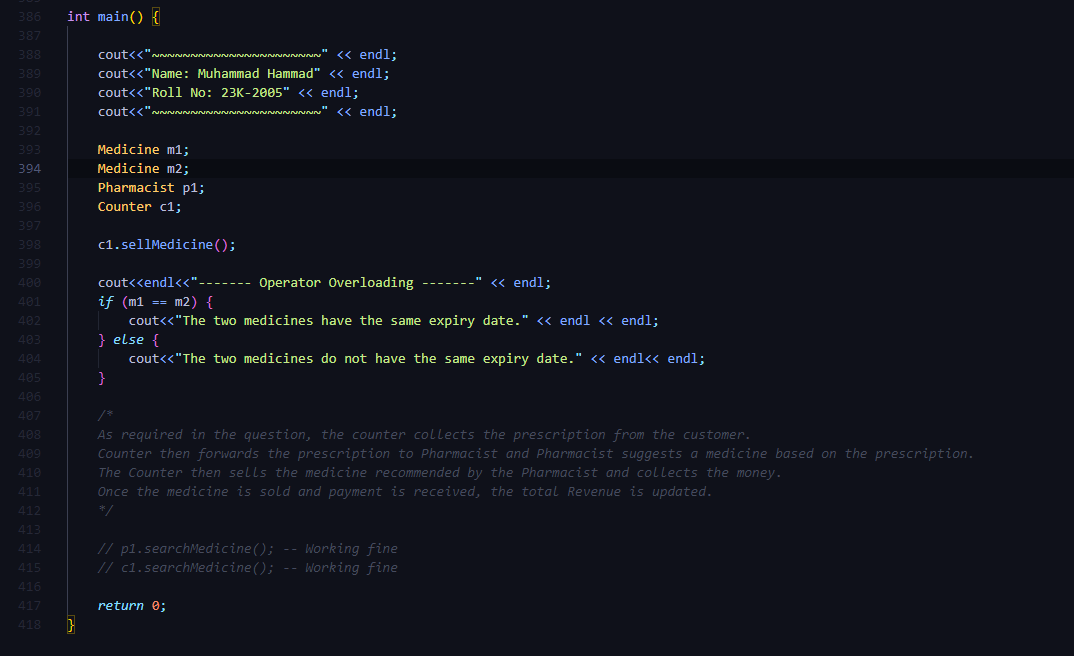 386 int main() {
387
388 cout<<"~~~~~~~~~~~~~~~~~~~~~~" << endl;
389 cout<<"Name: Muhammad Hammad" << endl;
390 cout<<"Roll No: 23K-2005" << endl;
391 cout<<"~~~~~~~~~~~~~~~~~~~~~~" << endl;
392
393 Medicine m1;
394 Medicine m2;
395 Pharmacist p1;
396 Counter c1;
397
398 c1.sellMedicine();
399
400 cout<<endl<<"------- Operator Overloading -------" << endl;
401 if (m1 == m2) {
402 cout<<"The two medicines have the same expiry date." << endl << endl;
403 } else {
404 cout<<"The two medicines do not have the same expiry date." << endl<< endl;
405 }
406
407 /*
408 As required in the question, the counter collects the prescription from the customer.
409 Counter then forwards the prescription to Pharmacist and Pharmacist suggests a medicine based on the prescription.
410 The Counter then sells the medicine recommended by the Pharmacist and collects the money.
411 Once the medicine is sold and payment is received, the total Revenue is updated.
412 */
413
414 // p1.searchMedicine(); -- Working fine
415 // c1.searchMedicine(); -- Working fine
416
417 return 0;
418 }